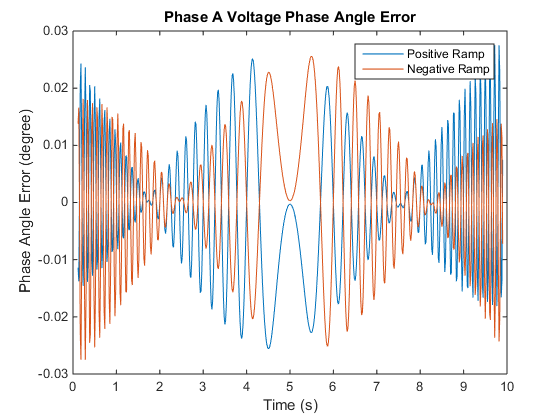 Phase A Voltage Phase Angle Error
Positive Ramp
Negative Ramp
Phase Angle Error (degree)
0.03
0.02
0.01
0
-0.01
-0.02
-0.03
0 1 2 3 4 5 6 7 8 9 10
Time (s)